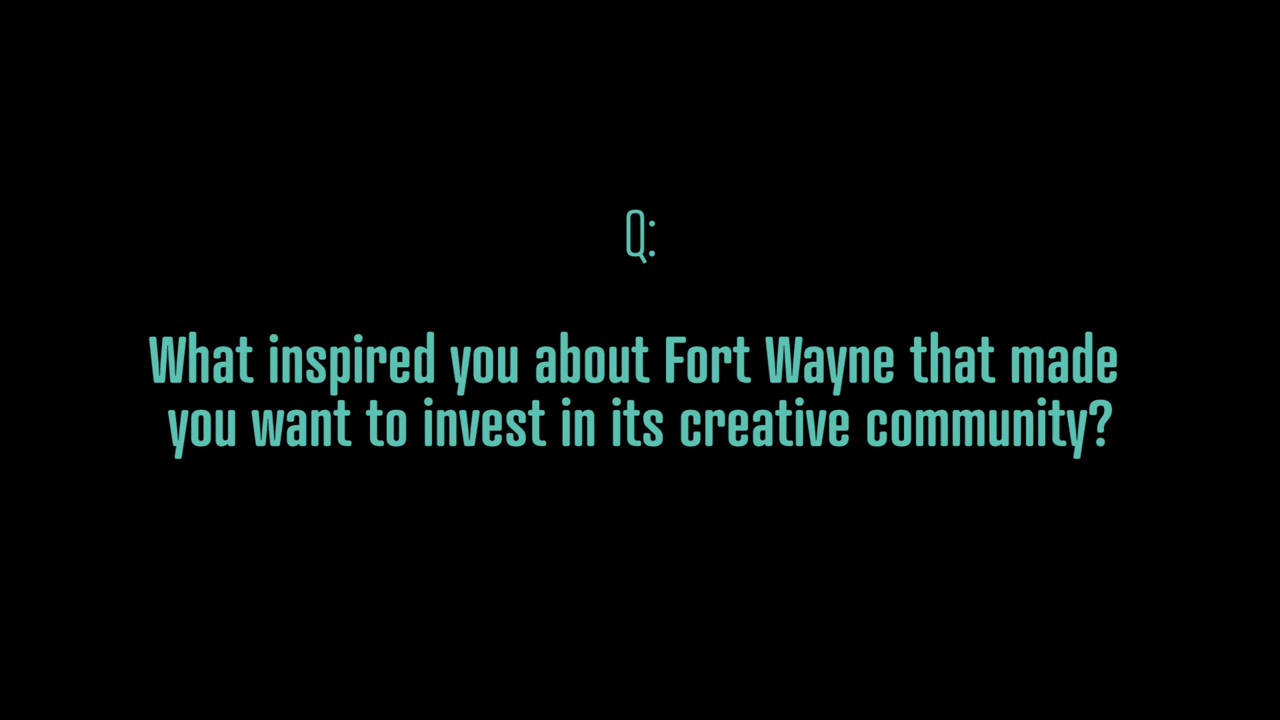 Q:
What inspired you about Fort Wayne that made
you want to invest in its creative community?